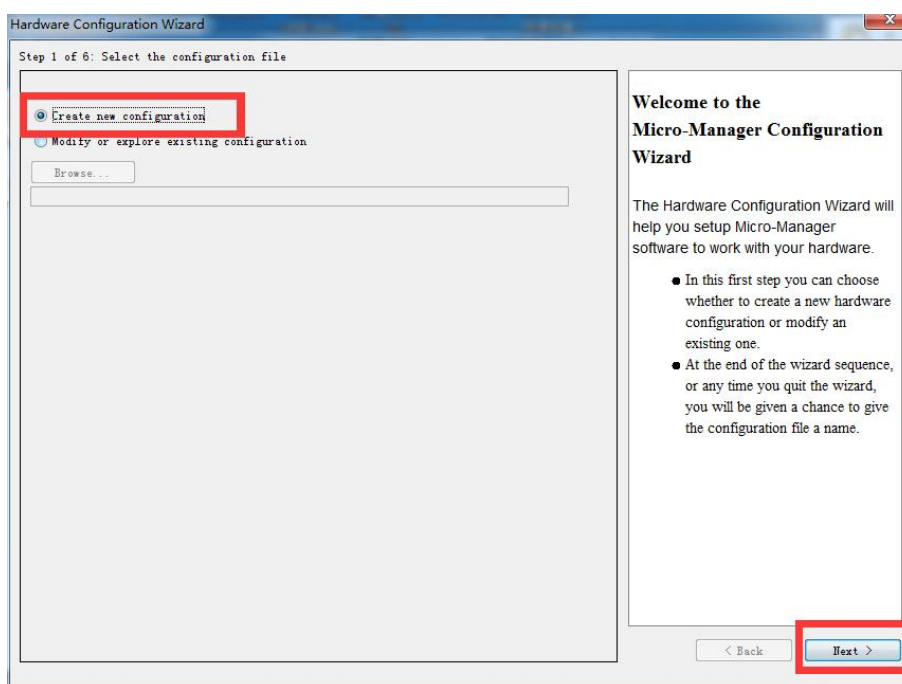 Hardware Configuration Wizard
Step 1 of 6: Select the configuration file
Create new configuration
Modify or explore existing configuration
Browse...
Welcome to the
Micro-Manager Configuration
Wizard
The Hardware Configuration Wizard will
help you setup Micro-Manager
software to work with your hardware.
● In this first step you can choose
whether to create a new hardware
configuration or modify an
existing one.
● At the end of the wizard sequence,
or any time you quit the wizard,
you will be given a chance to give
the configuration file a name.
< Back
Next >